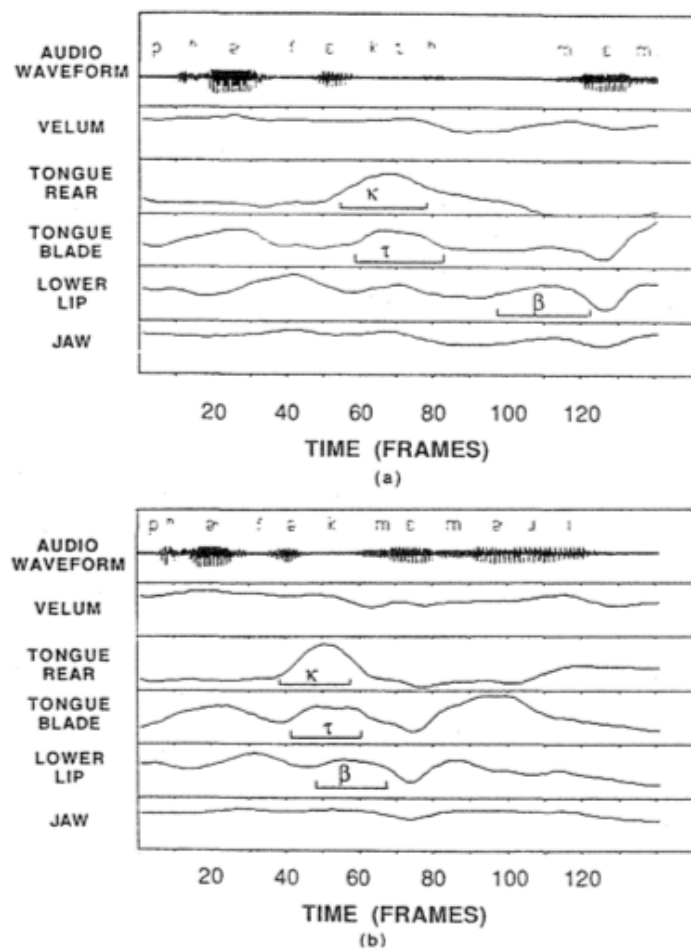 AUDIO
WAVEFORM
VELUM
TONGUE
REAR
κ
TONGUE
BLADE
τ
LOWER
LIP
β
JAW
20 40 60 80 100 120
TIME (FRAMES)
(a)
AUDIO
WAVEFORM
VELUM
TONGUE
REAR
κ
TONGUE
BLADE
τ
LOWER
LIP
β
JAW
20 40 60 80 100 120
TIME (FRAMES)
(b)